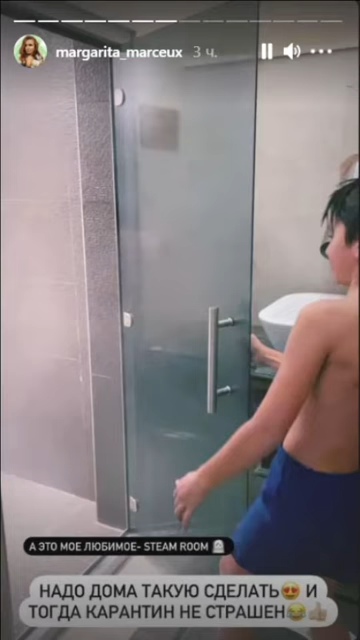 margarita_marceux 3 ч.
А ЭТО МОЕ ЛЮБИМОЕ- STEAM ROOM
НАДО ДОМА ТАКУЮ СДЕЛАТЬ😍 И
ТОГДА КАРАНТИН НЕ СТРАШЕН😂👍🏼